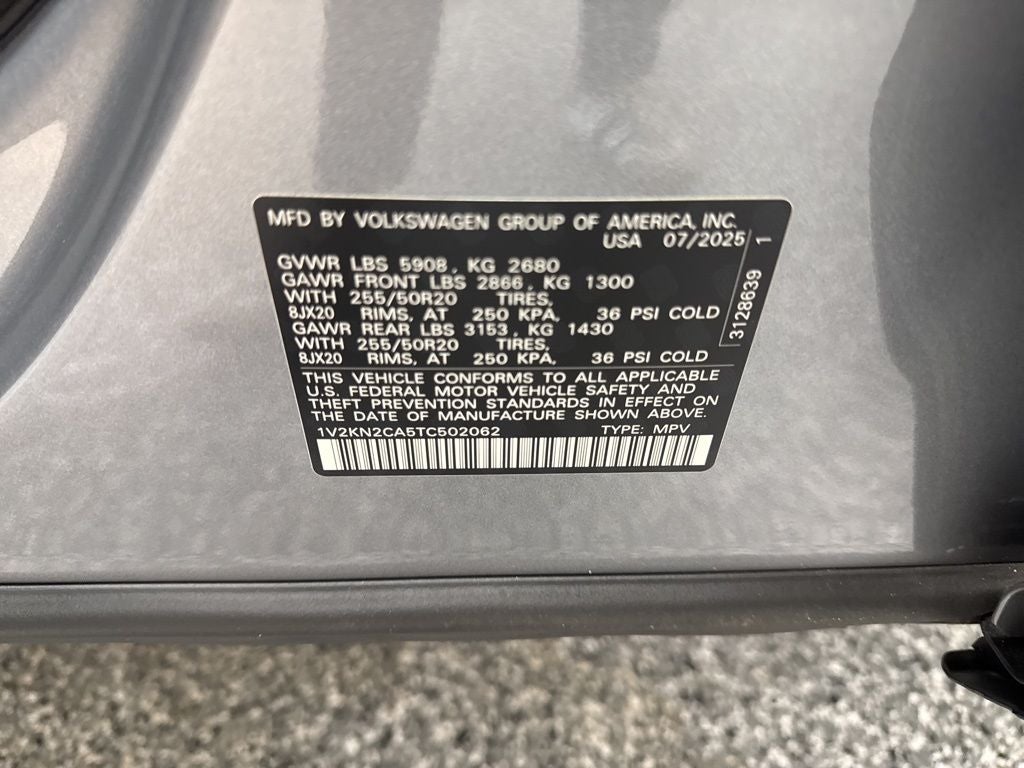 MFD BY VOLKSWAGEN GROUP OF AMERICA, INC.
USA 07/2025
GVWR LBS 5908, KG 2680
GAWR FRONT LBS 2866, KG 1300
WITH 255/50R20 TIRES,
8JX20 RIMS, AT 250 KPA, 36 PSI COLD
GAWR REAR LBS 3153, KG 1430
WITH 255/50R20 TIRES,
8JX20 RIMS, AT 250 KPA, 36 PSI COLD
THIS VEHICLE CONFORMS TO ALL APPLICABLE
U.S. FEDERAL MOTOR VEHICLE SAFETY AND
THEFT PREVENTION STANDARDS IN EFFECT ON
THE DATE OF MANUFACTURE SHOWN ABOVE.
1V2KN2CA5TC502062 TYPE: MPV
3128639 1